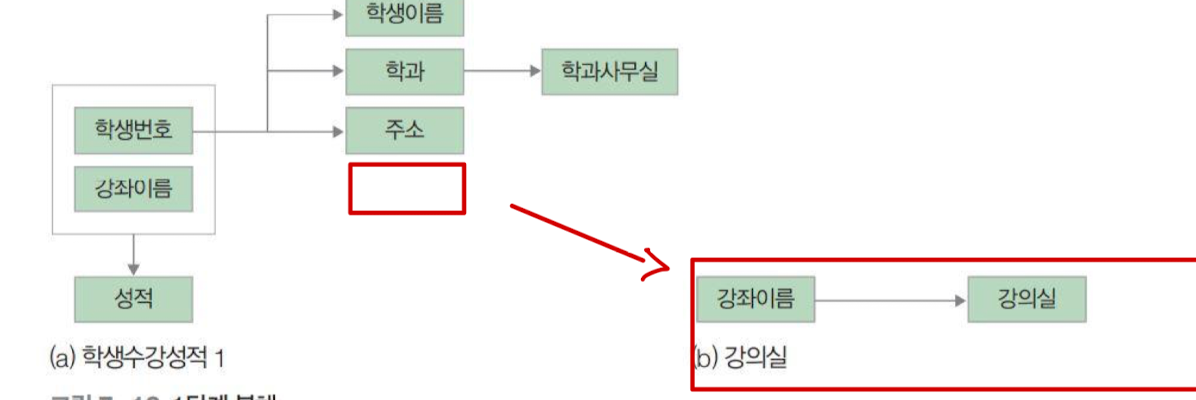 학생이름
학과
학과사무실
학생번호
주소
강좌이름
성적
강좌이름
강의실
(a) 학생수강성적 1
(b) 강의실